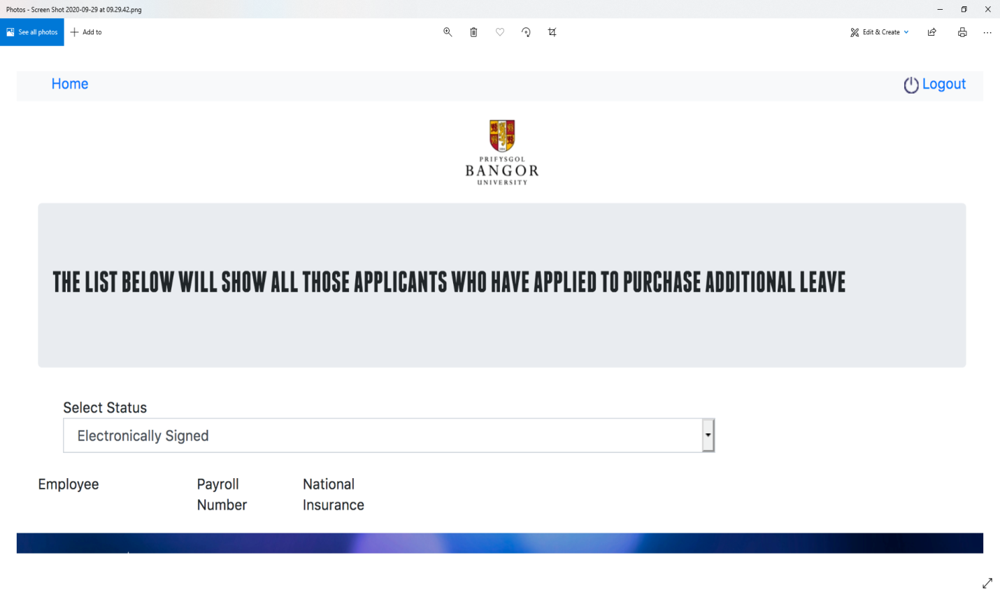 Photos - Screen Shot 2020-09-29 at 09.29.42.png
See all photos
Add to
Edit & Create
Home
Logout
PRIFYSGOL
BANGOR
UNIVERSITY
THE LIST BELOW WILL SHOW ALL THOSE APPLICANTS WHO HAVE APPLIED TO PURCHASE ADDITIONAL LEAVE
Select Status
Electronically Signed
Employee
Payroll
Number
National
Insurance